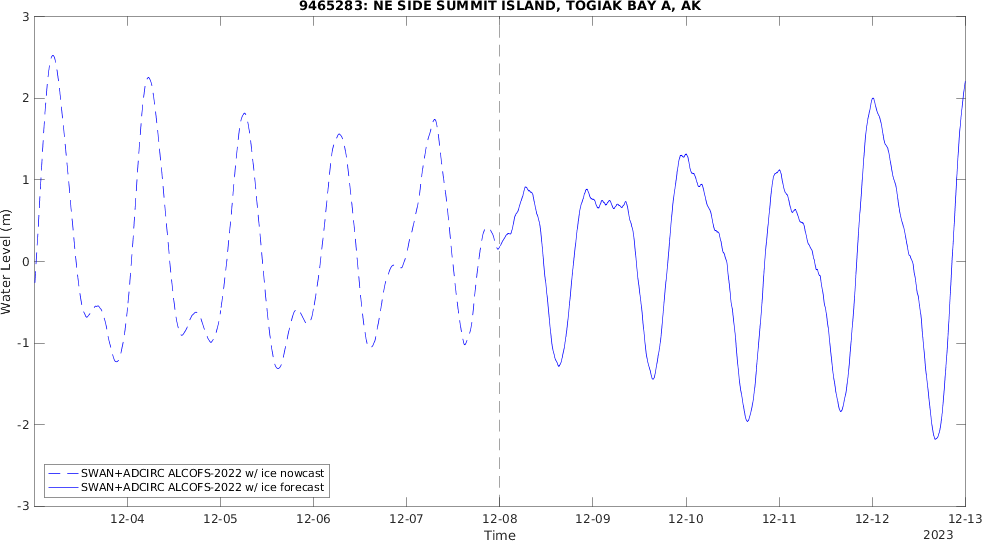 9465283: NE SIDE SUMMIT ISLAND, TOGIAK BAY A, AK
3
2
1
0
-1
-2
-3
Water Level (m)
SWAN+ADCIRC ALCOFS-2022 w/ ice nowcast
SWAN+ADCIRC ALCOFS-2022 w/ ice forecast
12-04 12-05 12-06 12-07 12-08 12-09 12-10 12-11 12-12 12-13
Time
2023